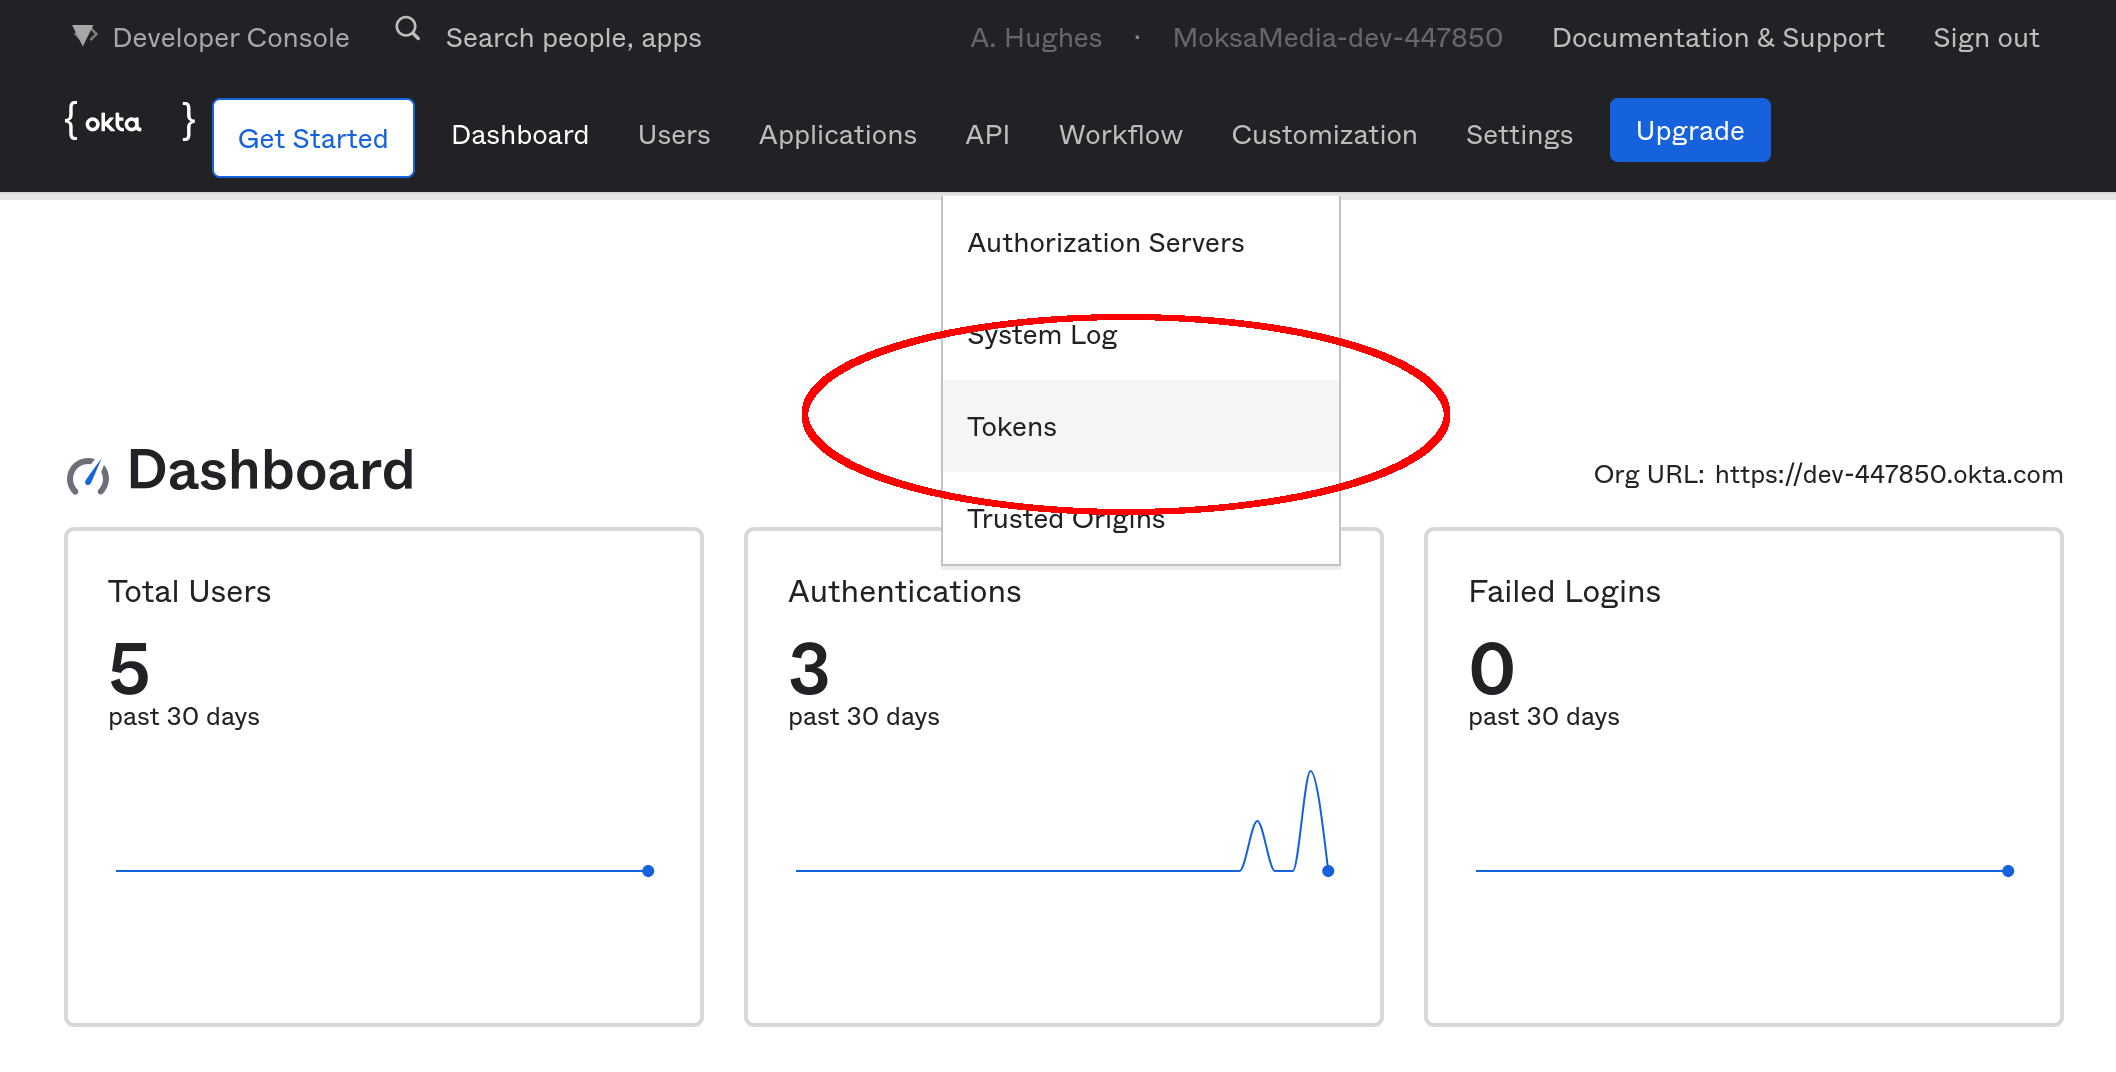 Developer Console Search people, apps A. Hughes · MoksaMedia-dev-447850 Documentation & Support Sign out
{ okta } Get Started Dashboard Users Applications API Workflow Customization Settings Upgrade
Authorization Servers
System Log
Tokens
Trusted Origins
Dashboard
Org URL: https://dev-447850.okta.com
Total Users
5
past 30 days
Authentications
3
past 30 days
Failed Logins
0
past 30 days